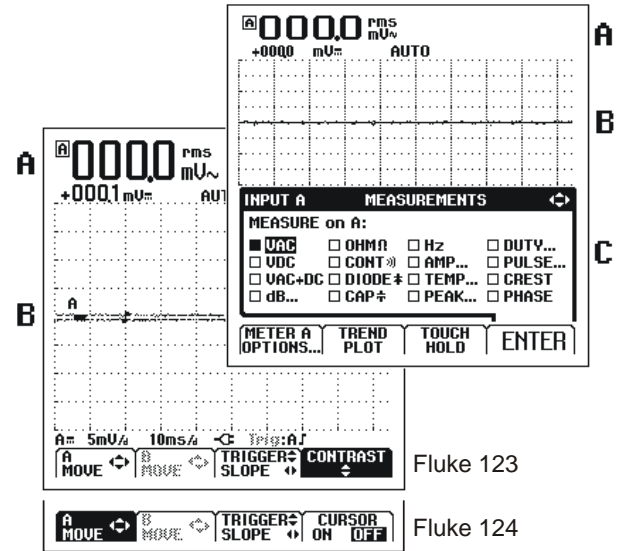 A 000.0 rms mV~
+000.0 mV AUTO
A
B
INPUT A MEASUREMENTS
MEASURE on A:
VAC OHMΩ Hz DUTY...
VDC CONT AMP... PULSE...
VAC+DC DIODE TEMP... CREST
dB... CAP PEAK... PHASE
C
METER A OPTIONS... TREND PLOT TOUCH HOLD ENTER
A
A 000.0 rms mV~
+000.1 mV AUT
A
B
A 5mV/d 10ms/d Trig:A
A MOVE B MOVE TRIGGER SLOPE CONTRAST
Fluke 123
A MOVE B MOVE TRIGGER SLOPE CURSOR ON OFF
Fluke 124